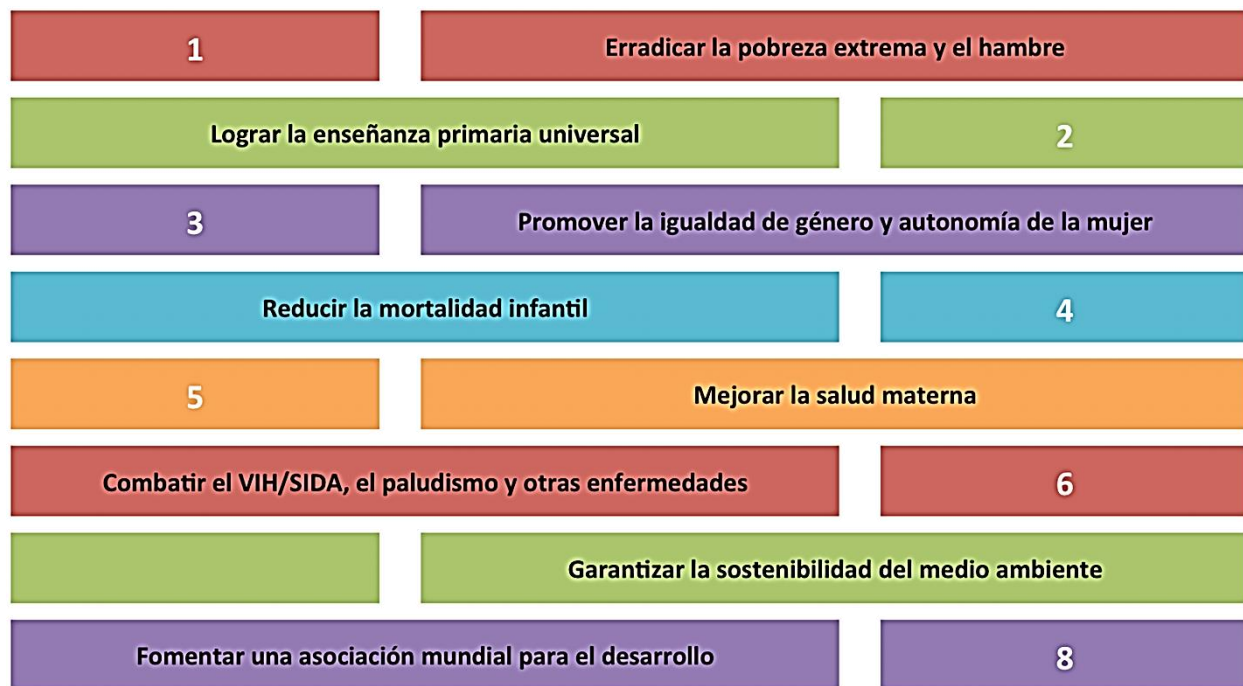 1 Erradicar la pobreza extrema y el hambre
Lograr la enseñanza primaria universal 2
3 Promover la igualdad de género y autonomía de la mujer
Reducir la mortalidad infantil 4
5 Mejorar la salud materna
Combatir el VIH/SIDA, el paludismo y otras enfermedades 6
Garantizar la sostenibilidad del medio ambiente
Fomentar una asociación mundial para el desarrollo 8